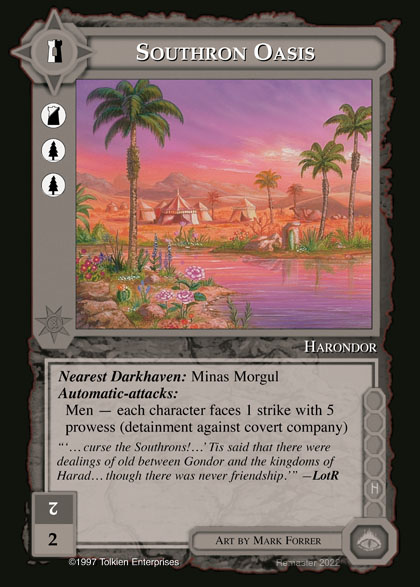 SOUTHRON OASIS
HARONDOR
Nearest Darkhaven: Minas Morgul
Automatic-attacks:
Men — each character faces 1 strike with 5
prowess (detainment against covert company)
“‘… curse the Southrons!…’ Tis said that there were
dealings of old between Gondor and the kingdoms of
Harad… though there was never friendship.’” —LotR
2
2
H
ART BY MARK FORRER
©1997 Tolkien Enterprises
Remaster 2022